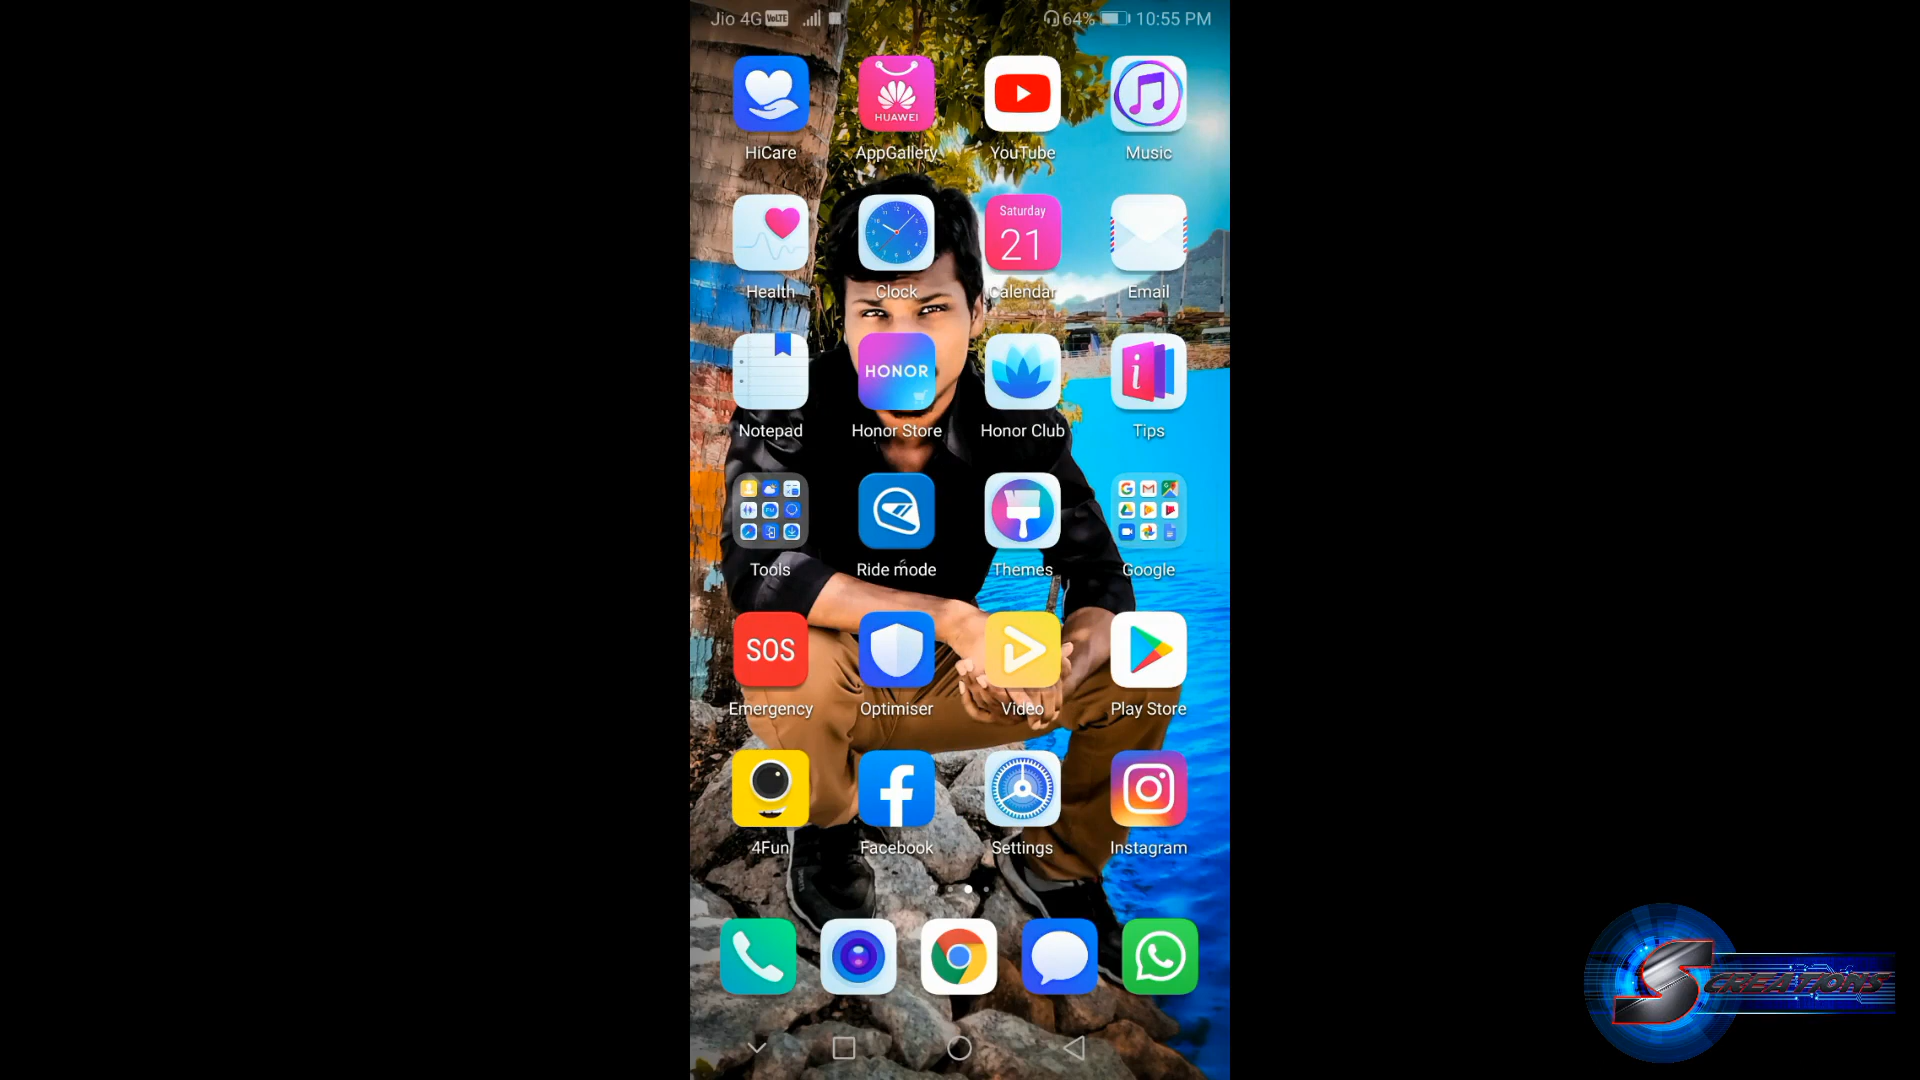 Jio 4G VoLTE 64% 10:55 PM
HUAWEI
HiCare AppGallery YouTube Music
Saturday
21
Health Clock Calendar Email
HONOR
i
Notepad Honor Store Honor Club Tips
Tools Ride mode Themes Google
SOS
Emergency Optimiser Video Play Store
4Fun Facebook Settings Instagram
S CREATIONS